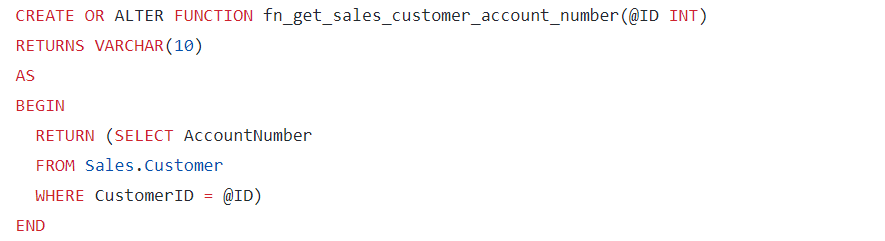 CREATE OR ALTER FUNCTION fn_get_sales_customer_account_number(@ID INT)
RETURNS VARCHAR(10)
AS
BEGIN
  RETURN (SELECT AccountNumber
  FROM Sales.Customer
  WHERE CustomerID = @ID)
END